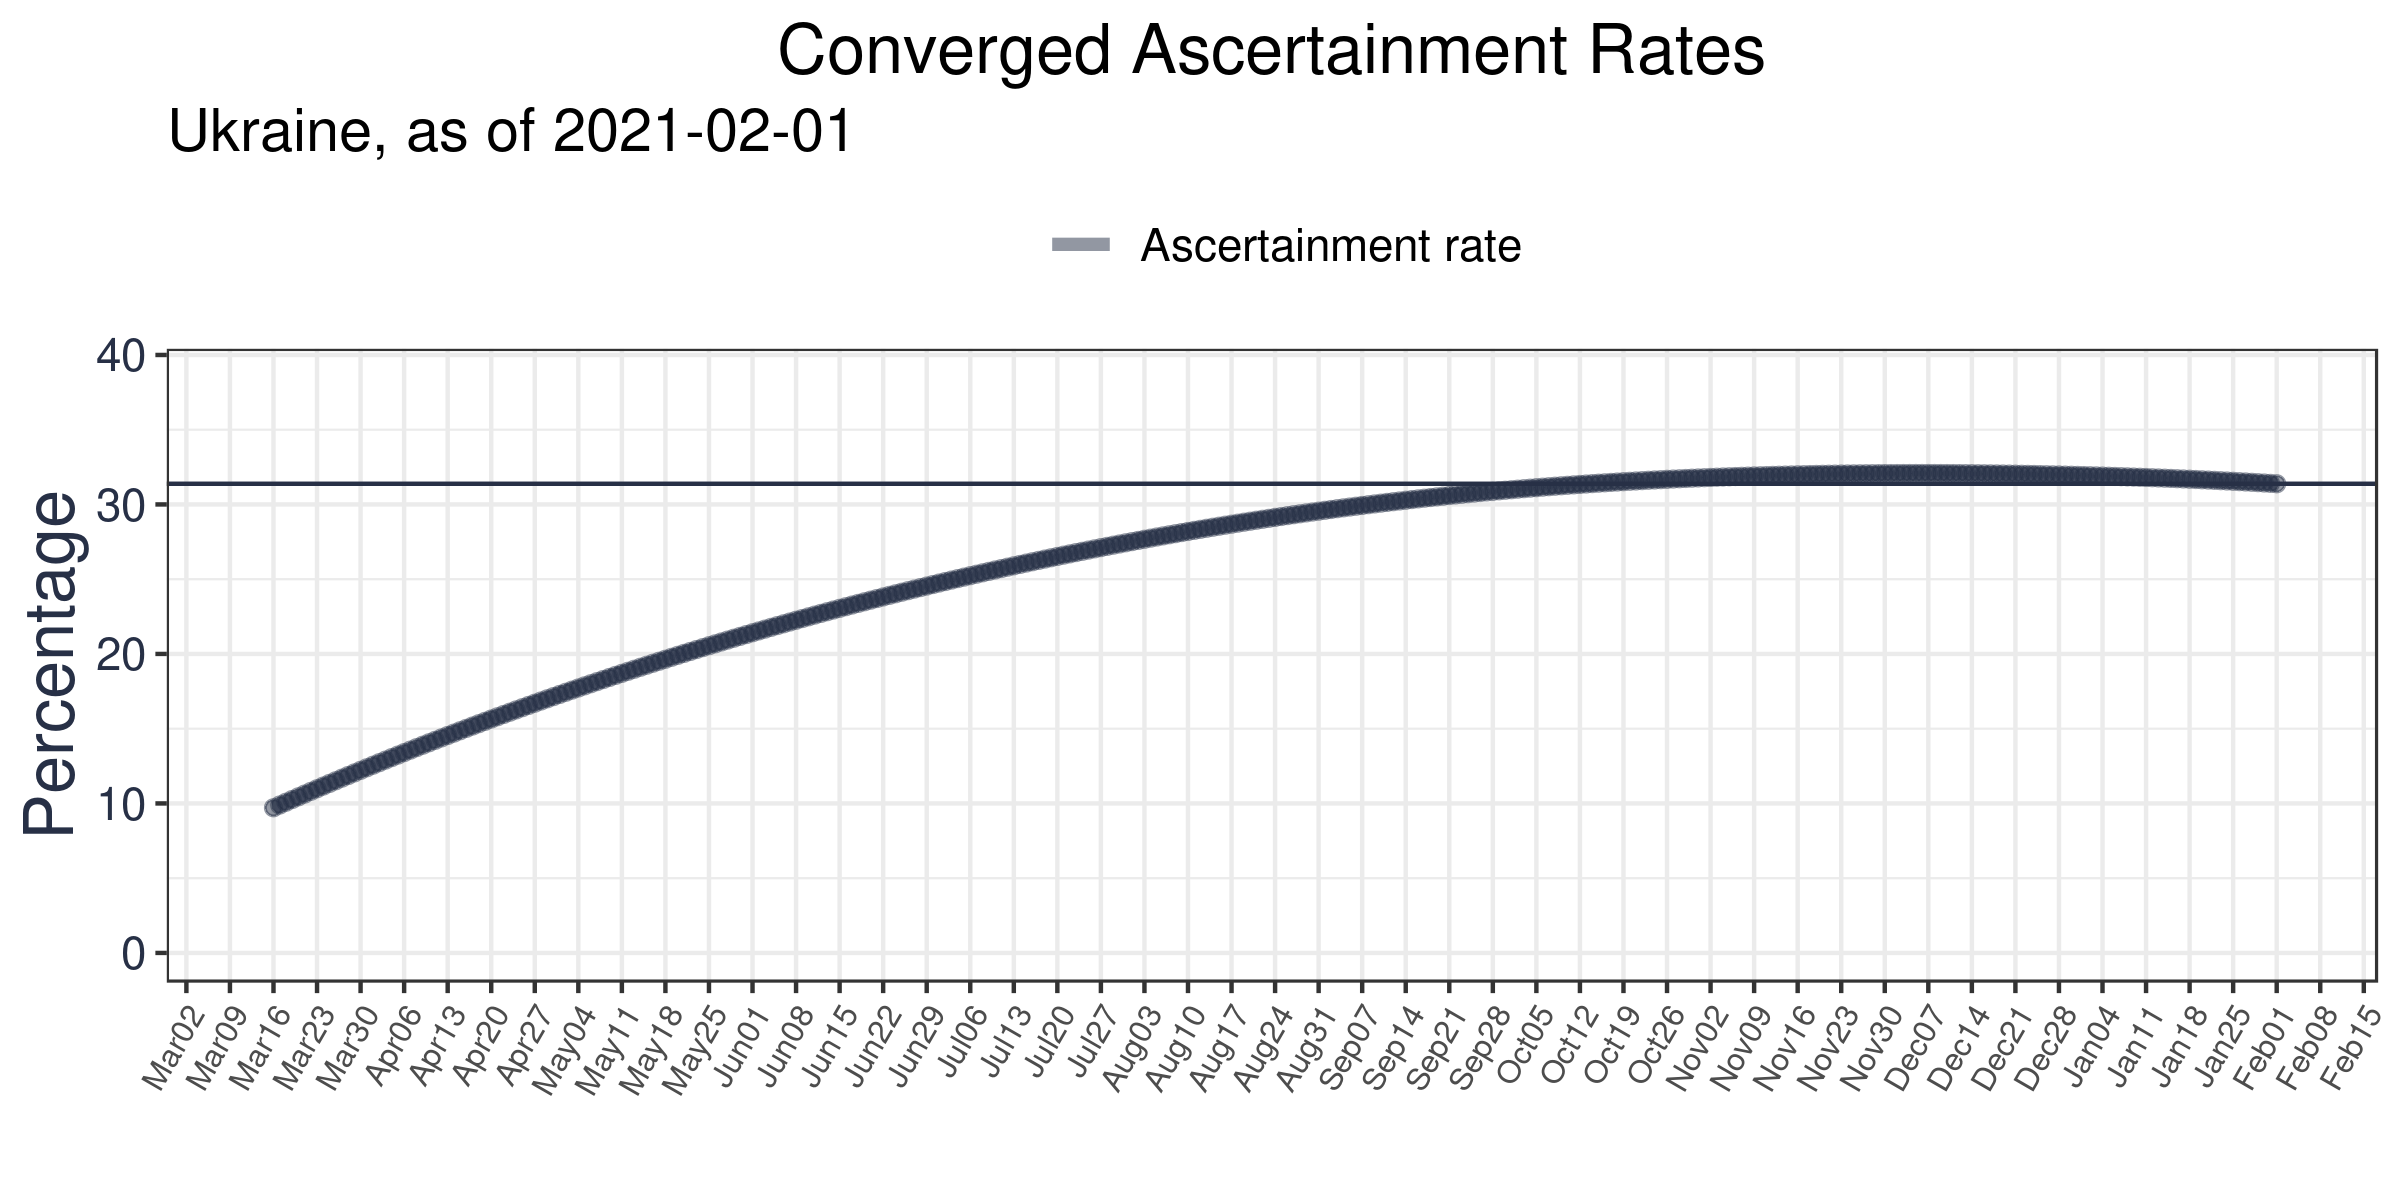 Converged Ascertainment Rates
Ukraine, as of 2021-02-01
Ascertainment rate
Percentage
40
30
20
10
0
Mar02
Mar09
Mar16
Mar23
Mar30
Apr06
Apr13
Apr20
Apr27
May04
May11
May18
May25
Jun01
Jun08
Jun15
Jun22
Jun29
Jul06
Jul13
Jul20
Jul27
Aug03
Aug10
Aug17
Aug24
Aug31
Sep07
Sep14
Sep21
Sep28
Oct05
Oct12
Oct19
Oct26
Nov02
Nov09
Nov16
Nov23
Nov30
Dec07
Dec14
Dec21
Dec28
Jan04
Jan11
Jan18
Jan25
Feb01
Feb08
Feb15